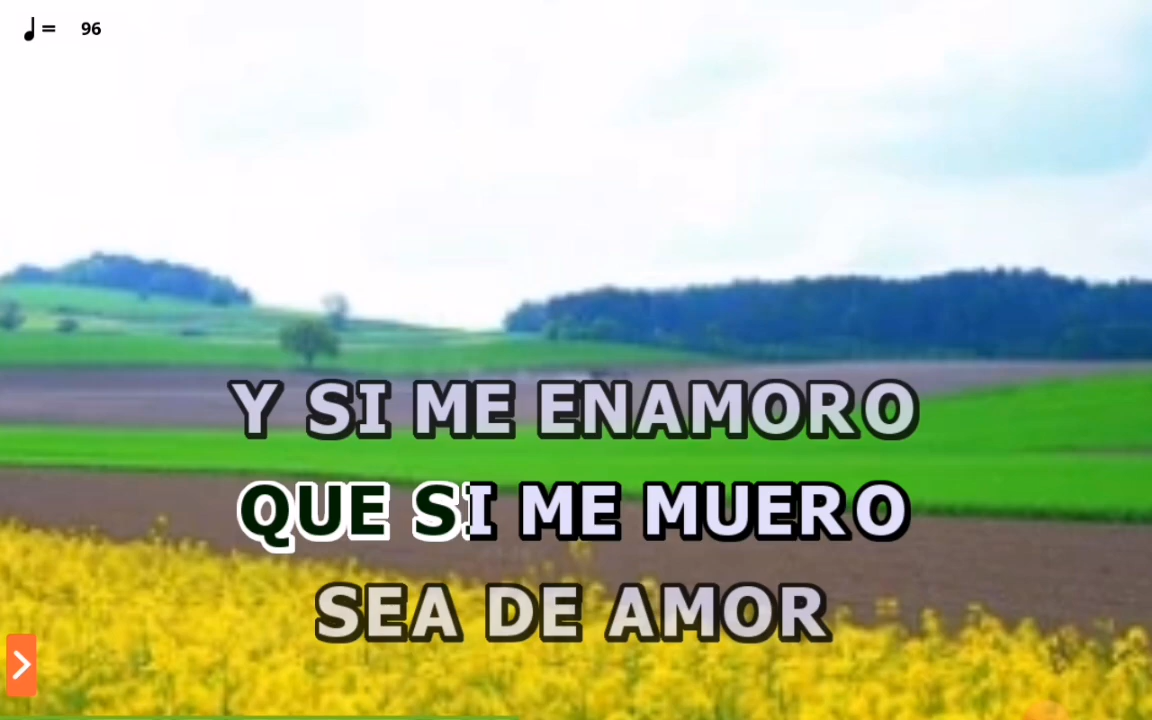 ♩= 96
Y SI ME ENAMORO
QUE SI ME MUERO
SEA DE AMOR